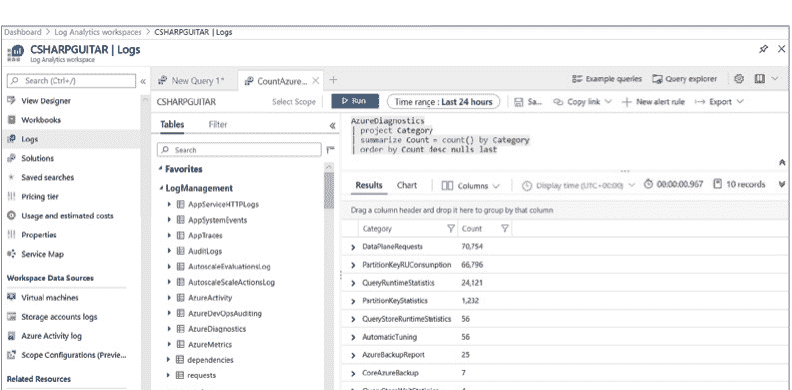 Dashboard > Log Analytics workspaces > CSHARPGUITAR | Logs
CSHARPGUITAR | Logs
Log Analytics workspace
Search (Ctrl+/)
View Designer
Workbooks
Logs
Solutions
Saved searches
Pricing tier
Usage and estimated costs
Properties
Service Map
Workspace Data Sources
Virtual machines
Storage accounts logs
Azure Activity log
Scope Configurations (Previe...
Related Resources
New Query 1*
CountAzure...
Example queries
Query explorer
CSHARPGUITAR
Select Scope
Run
Time range : Last 24 hours
Sa...
Copy link
New alert rule
Export
Tables
Filter
Search
Favorites
LogManagement
AppServiceHTTPLogs
AppSystemEvents
AppTraces
AuditLogs
AutoscaleEvaluationsLog
AutoscaleScaleActionsLog
AzureActivity
AzureDevOpsAuditing
AzureDiagnostics
AzureMetrics
dependencies
requests
AzureDiagnostics
| project Category
| summarize Count = count() by Category
| order by Count desc nulls last
Results
Chart
Columns
Display time (UTC+00:00)
00:00:00.967
10 records
Drag a column header and drop it here to group by that column
Category Count
DataPlaneRequests 70,754
PartitionKeyRUConsumption 66,796
QueryRuntimeStatistics 24,121
PartitionKeyStatistics 1,232
QueryStoreRuntimeStatistics 56
AutomaticTuning 56
AzureBackupReport 25
CoreAzureBackup 7